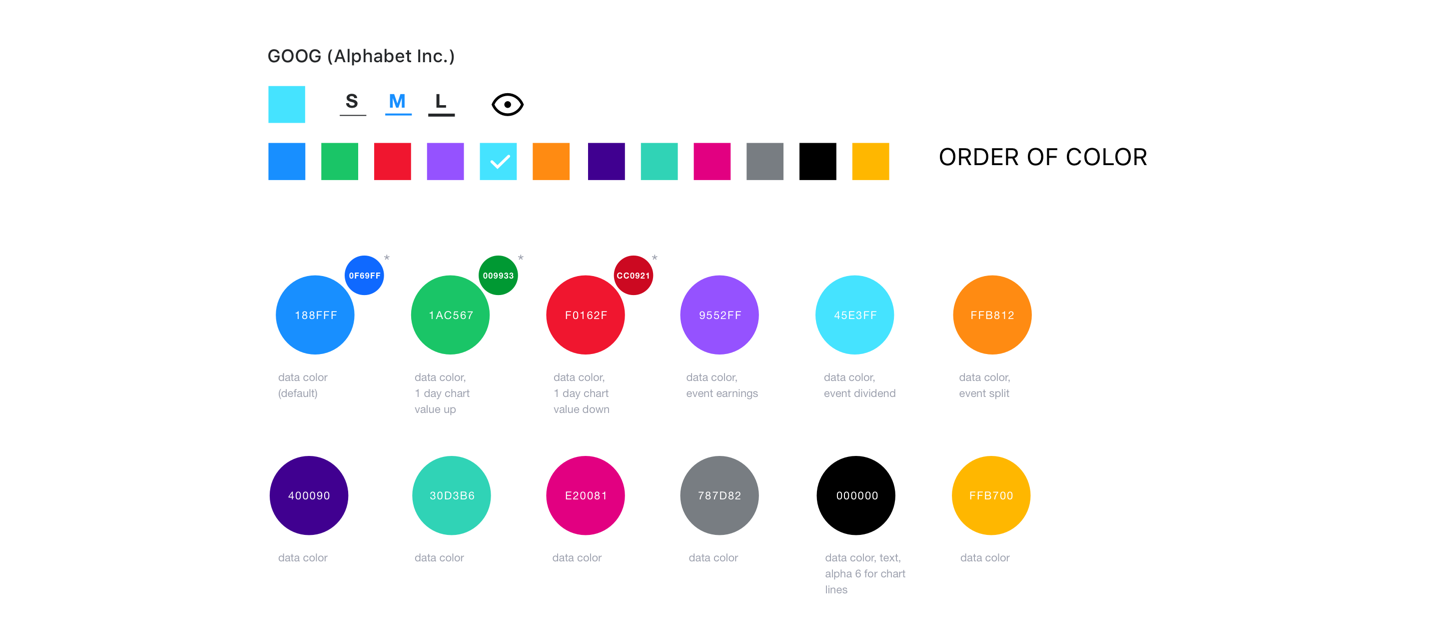 GOOG (Alphabet Inc.)
S M L
ORDER OF COLOR
0F69FF * 009933 * CC0921 *
188FFF 1AC567 F0162F 9552FF 45E3FF FFB812
data color data color, data color, data color, data color, data color,
(default) 1 day chart 1 day chart event earnings event dividend event split
value up value down
400090 30D3B6 E20081 787D82 000000 FFB700
data color data color data color data color data color, text, data color
alpha 6 for chart
lines